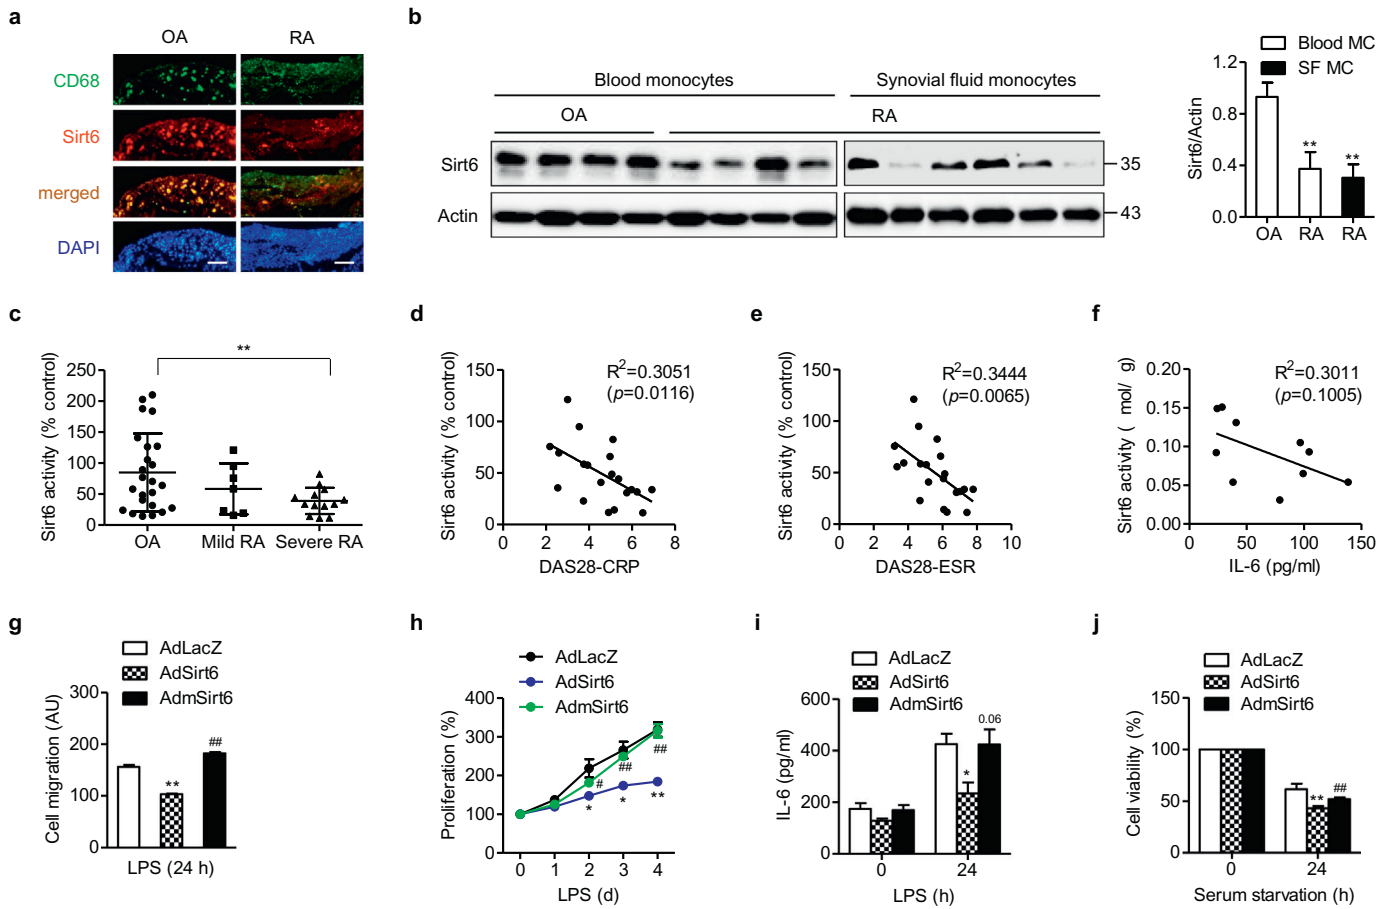 a
OA RA
CD68
Sirt6
merged
DAPI
b
Blood monocytes Synovial fluid monocytes
OA RA
Sirt6 35
Actin 43
Blood MC
SF MC
Sirt6/Actin
1.2
0.8
0.4
0.0
** **
OA RA RA
c
**
Sirt6 activity (% control)
250
200
150
100
50
0
OA Mild RA Severe RA
d
Sirt6 activity (% control)
R²=0.3051
(p=0.0116)
150
100
50
0
0 2 4 6 8
DAS28-CRP
e
Sirt6 activity (% control)
R²=0.3444
(p=0.0065)
150
100
50
0
0 2 4 6 8 10
DAS28-ESR
f
Sirt6 activity ( mol/ g)
R²=0.3011
(p=0.1005)
0.20
0.15
0.10
0.05
0.00
0 50 100 150
IL-6 (pg/ml)
g
AdLacZ
AdSirt6
AdmSirt6
Cell migration (AU)
300
200
100
0
** ##
LPS (24 h)
h
AdLacZ
AdSirt6
AdmSirt6
Proliferation (%)
400
300
200
100
0
# ## ##
* * **
0 1 2 3 4
LPS (d)
i
AdLacZ
AdSirt6
AdmSirt6
IL-6 (pg/ml)
600
400
200
0
* 0.06
0 24
LPS (h)
j
AdLacZ
AdSirt6
AdmSirt6
Cell viability (%)
150
100
50
0
** ##
0 24
Serum starvation (h)